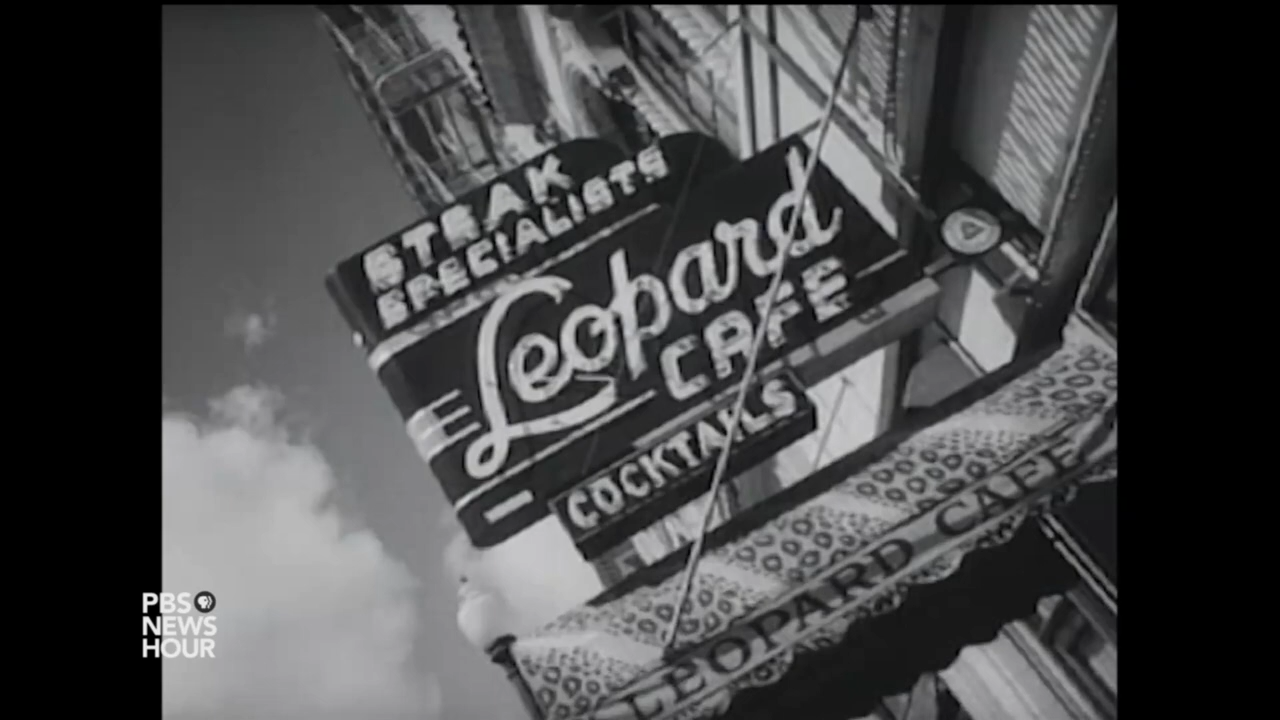 STEAK
SPECIALISTS
Leopard
CAFE
COCKTAILS
LEOPARD CAFE
PBS
NEWS
HOUR